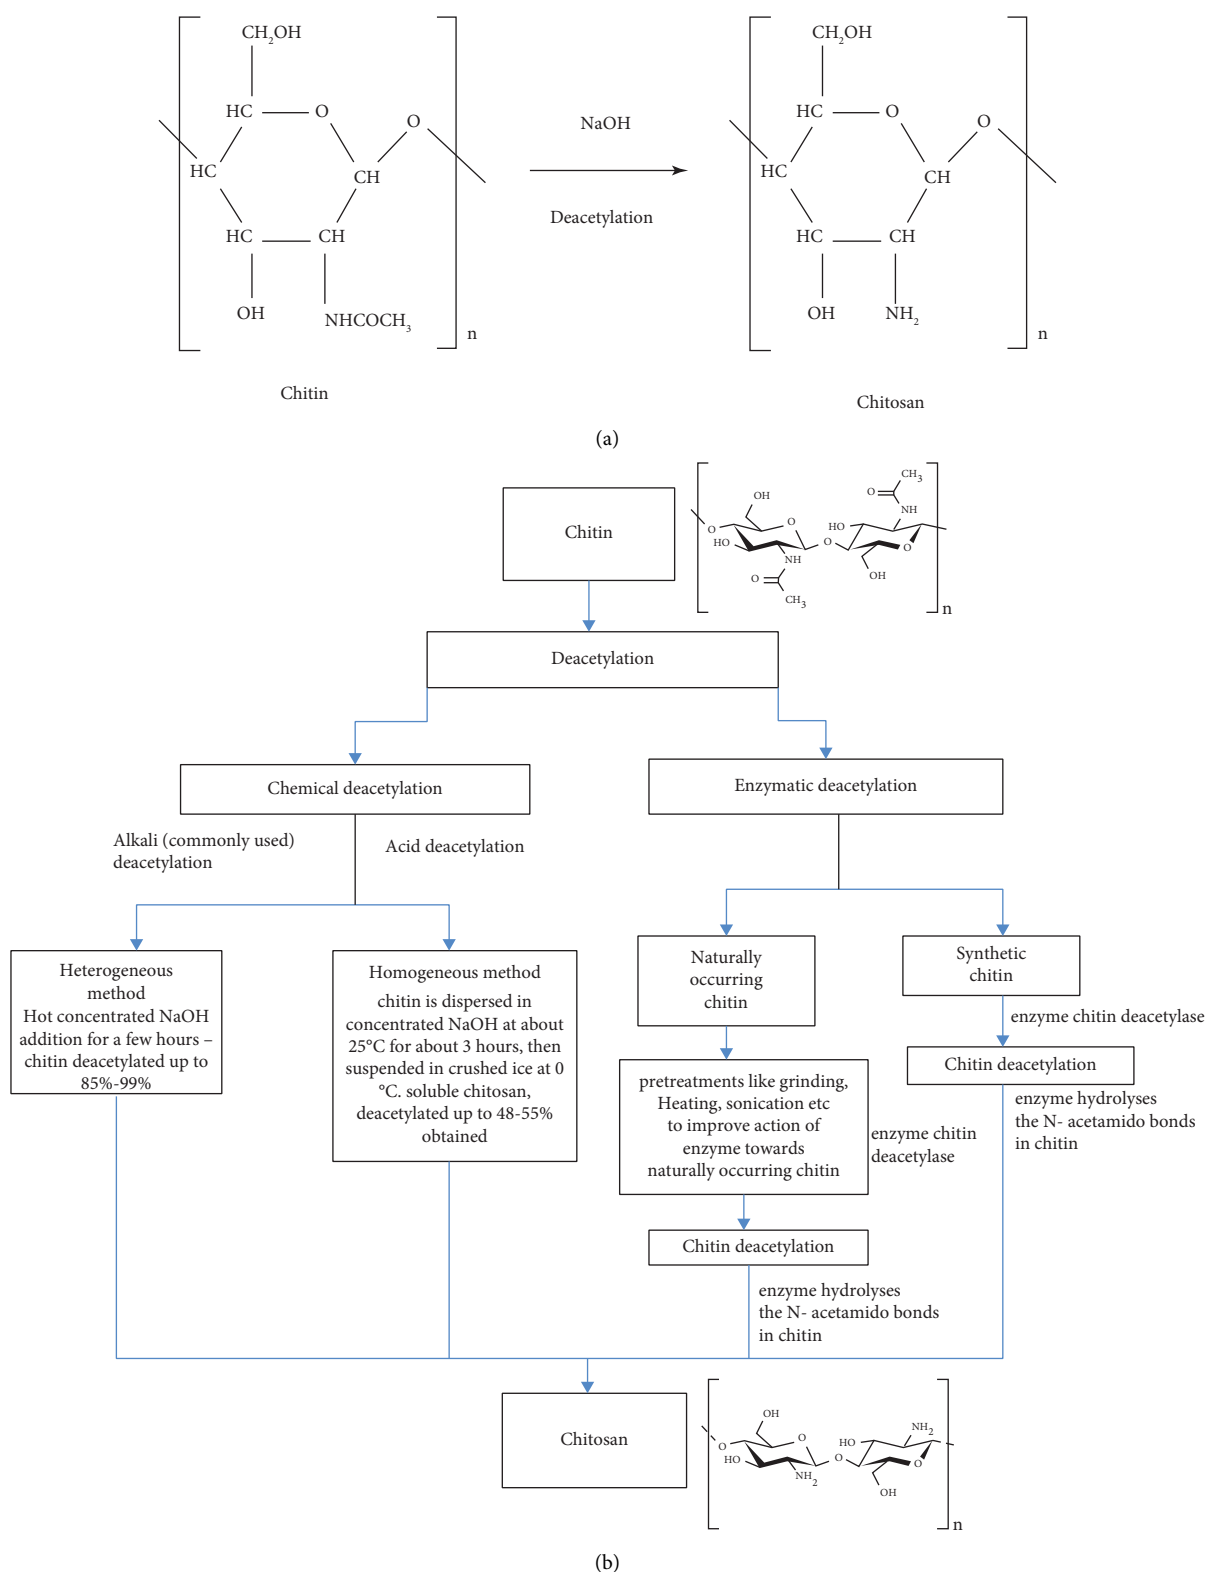 CH2OH
HC
O
O
HC
CH
HC
CH
OH
NHCOCH3
n
Chitin
NaOH
Deacetylation
CH2OH
HC
O
O
HC
CH
HC
CH
OH
NH2
n
Chitosan
(a)
Chitin
CH3
O
NH
OH
O
O
HO
HO
O
O
NH
OH
O
CH3
n
Deacetylation
Chemical deacetylation
Enzymatic deacetylation
Alkali (commonly used)
deacetylation
Acid deacetylation
Heterogeneous
method
Hot concentrated NaOH
addition for a few hours –
chitin deacetylated up to
85%-99%
Homogeneous method
chitin is dispersed in
concentrated NaOH at about
25°C for about 3 hours, then
suspended in crushed ice at 0
°C. soluble chitosan,
deacetylated up to 48-55%
obtained
Naturally
occurring
chitin
pretreatments like grinding,
Heating, sonication etc
to improve action of
enzyme towards
naturally occurring chitin
enzyme chitin
deacetylase
Chitin deacetylation
enzyme hydrolyses
the N- acetamido bonds
in chitin
Synthetic
chitin
enzyme chitin deacetylase
Chitin deacetylation
enzyme hydrolyses
the N- acetamido bonds
in chitin
Chitosan
OH
NH2
O
HO
O
HO
O
O
NH2
OH
n
(b)